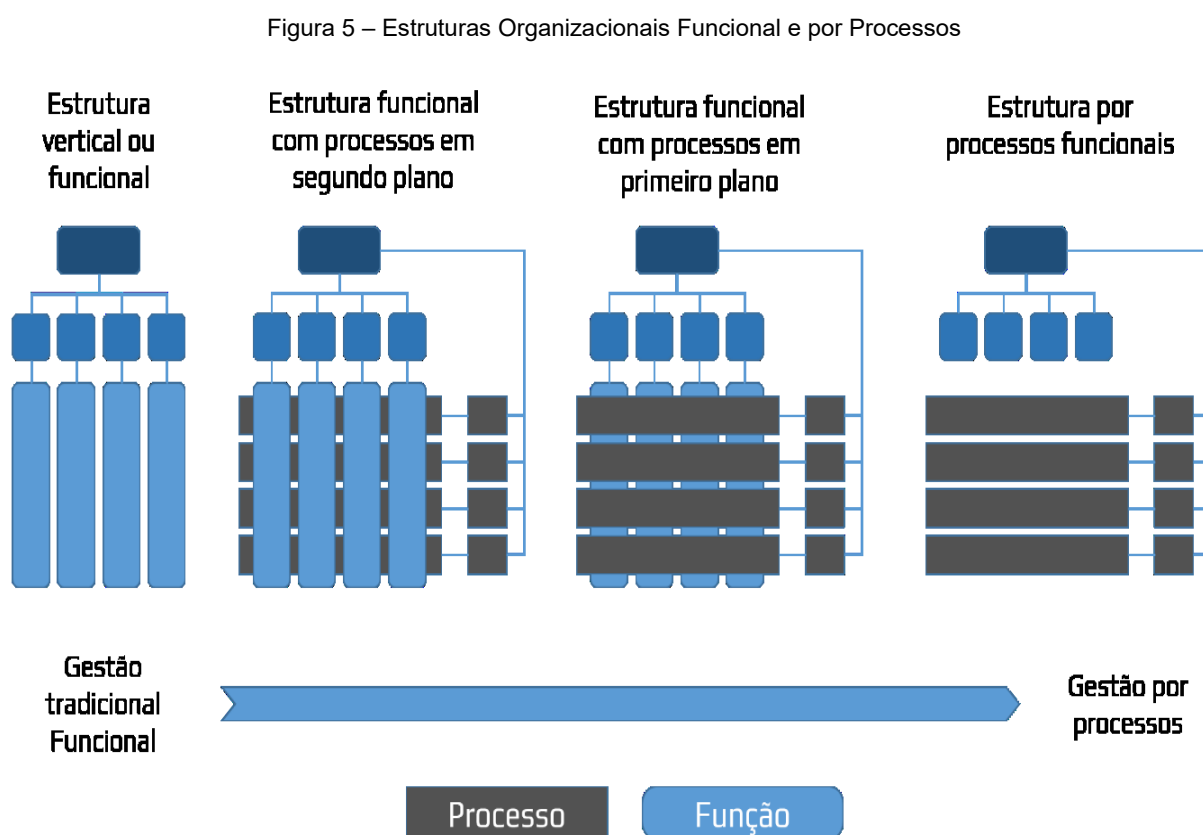 Figura 5 – Estruturas Organizacionais Funcional e por Processos
Estrutura
vertical ou
funcional
Estrutura funcional
com processos em
segundo plano
Estrutura funcional
com processos em
primeiro plano
Estrutura por
processos funcionais
Gestão
tradicional
Funcional
Gestão por
processos
Processo
Função